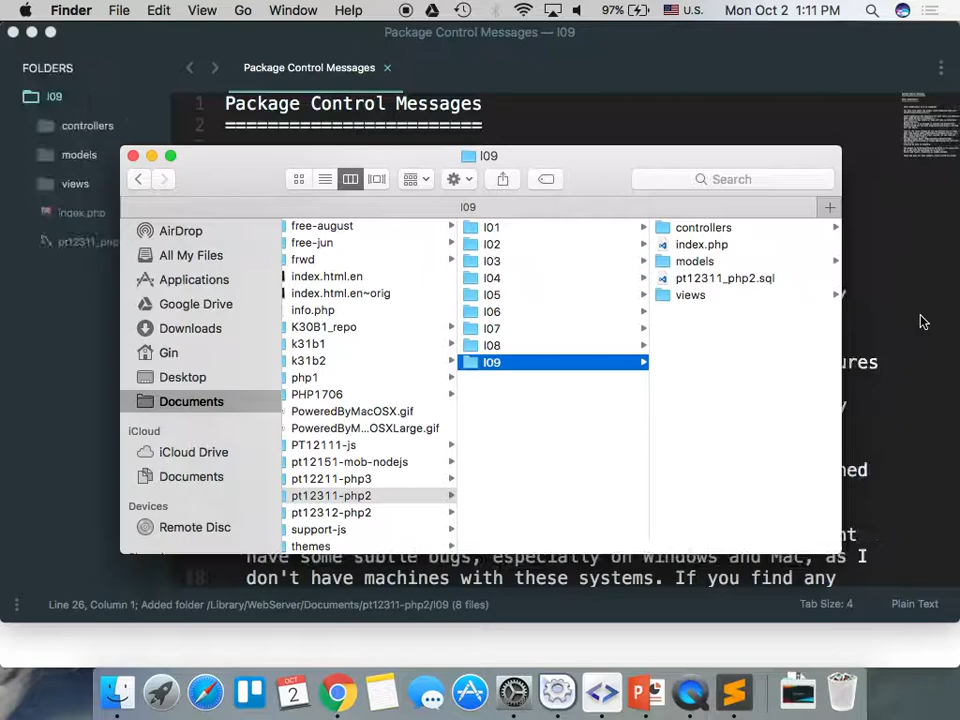 Finder File Edit View Go Window Help 97% U.S. Mon Oct 2 1:11 PM
Package Control Messages — l09
FOLDERS
Package Control Messages ×
l09
controllers
models
views
index.php
1 Package Control Messages
2 ========================
l09
Search
l09
+
AirDrop
All My Files
Applications
Google Drive
Downloads
Gin
Desktop
Documents
iCloud
iCloud Drive
Documents
Devices
Remote Disc
free-august
free-jun
frwd
index.html.en
index.html.en~orig
info.php
K30B1_repo
k31b1
k31b2
php1
PHP1706
PoweredByMacOSX.gif
PoweredByM...OSXLarge.gif
PT12111-js
pt12151-mob-nodejs
pt12211-php3
pt12311-php2
pt12312-php2
support-js
themes
l01
l02
l03
l04
l05
l06
l07
l08
l09
controllers
index.php
models
pt12311_php2.sql
views
ures
ned
have some subtle bugs, especially on Windows and Mac, as I
18 don't have machines with these systems. If you find any
Line 26, Column 1; Added folder /Library/WebServer/Documents/pt12311-php2/l09 (8 files) Tab Size: 4 Plain Text
OCT
2